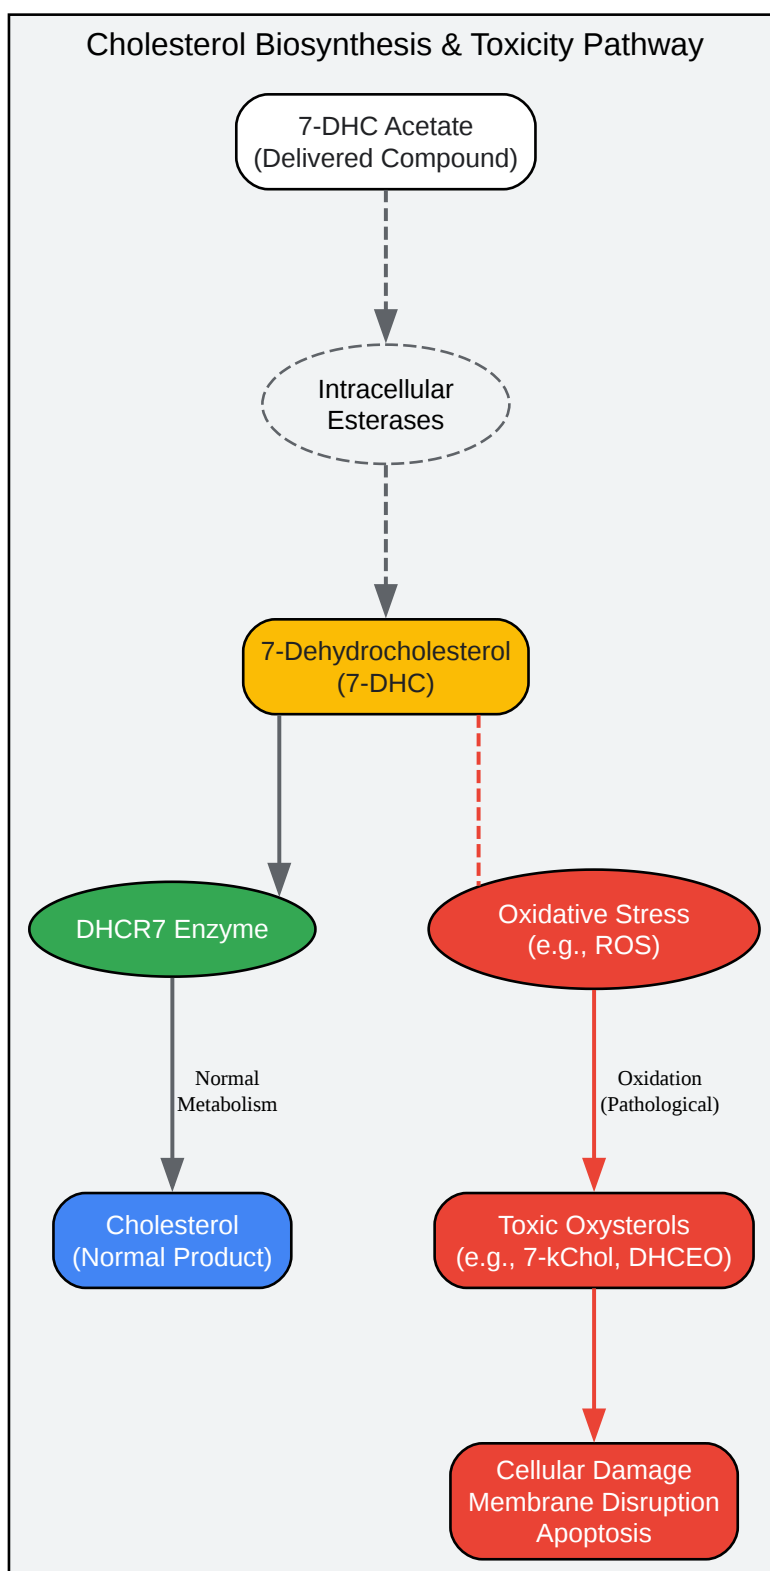 Cholesterol Biosynthesis & Toxicity Pathway
7-DHC Acetate
(Delivered Compound)
Intracellular
Esterases
7-Dehydrocholesterol
(7-DHC)
DHCR7 Enzyme
Oxidative Stress
(e.g., ROS)
Normal
Metabolism
Oxidation
(Pathological)
Cholesterol
(Normal Product)
Toxic Oxysterols
(e.g., 7-kChol, DHCEO)
Cellular Damage
Membrane Disruption
Apoptosis